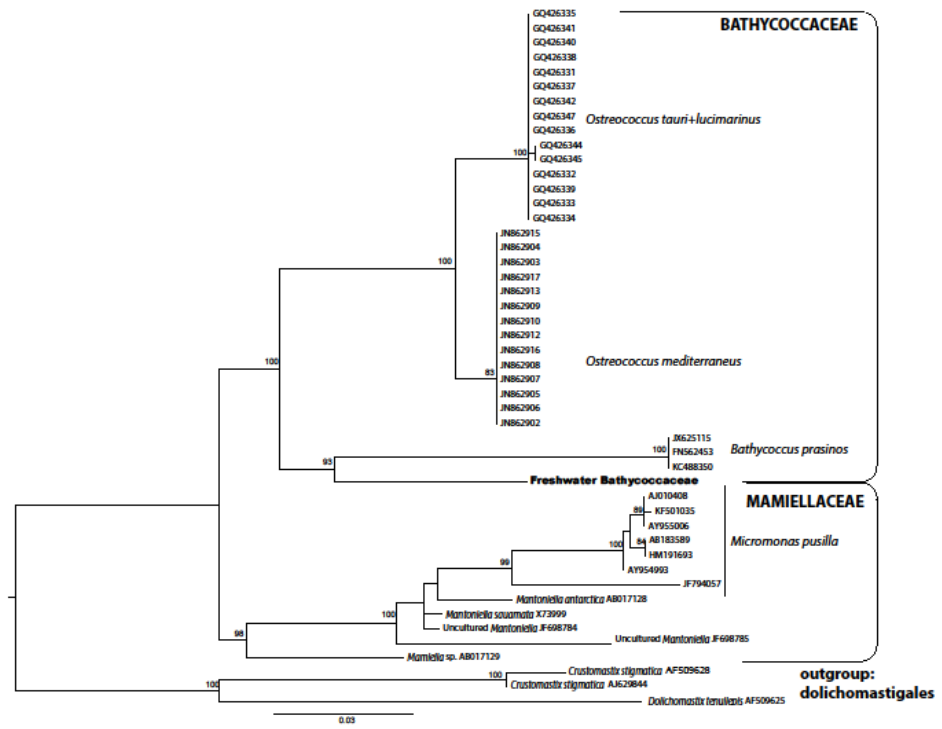 GQ426335
BATHYCOCCACEAE
GQ426341
GQ426340
GQ426338
GQ426331
GQ426337
GQ426342
GQ426347
Ostreococcus tauri+lucimarinus
GQ426336
GQ426344
100
GQ426345
GQ426332
GQ426339
GQ426333
GQ426334
JN862915
JN862904
100
JN862903
JN862917
JN862913
JN862909
JN862910
JN862912
JN862916
100
JN862908
Ostreococcus mediterraneus
83
JN862907
JN862905
JN862906
JN862902
JX625115
100
FN562453
Bathycoccus prasinos
93
KC488350
Freshwater Bathycoccaceae
AJ010408
MAMIELLACEAE
89
KF501035
AY955006
100
84
AB183589
Micromonas pusilla
HM191693
99
AY954993
JF794057
Mantoniella antarctica AB017128
100
Mantoniella squamata X73999
Uncultured Mantoniella JF698784
98
Uncultured Mantoniella JF698785
Mamiella sp. AB017129
Crustomastix stigmatica AF509628
outgroup:
100
Crustomastix stigmatica AJ629844
dolichomastigales
100
Dolichomastix tenuilepis AF509625
0.03